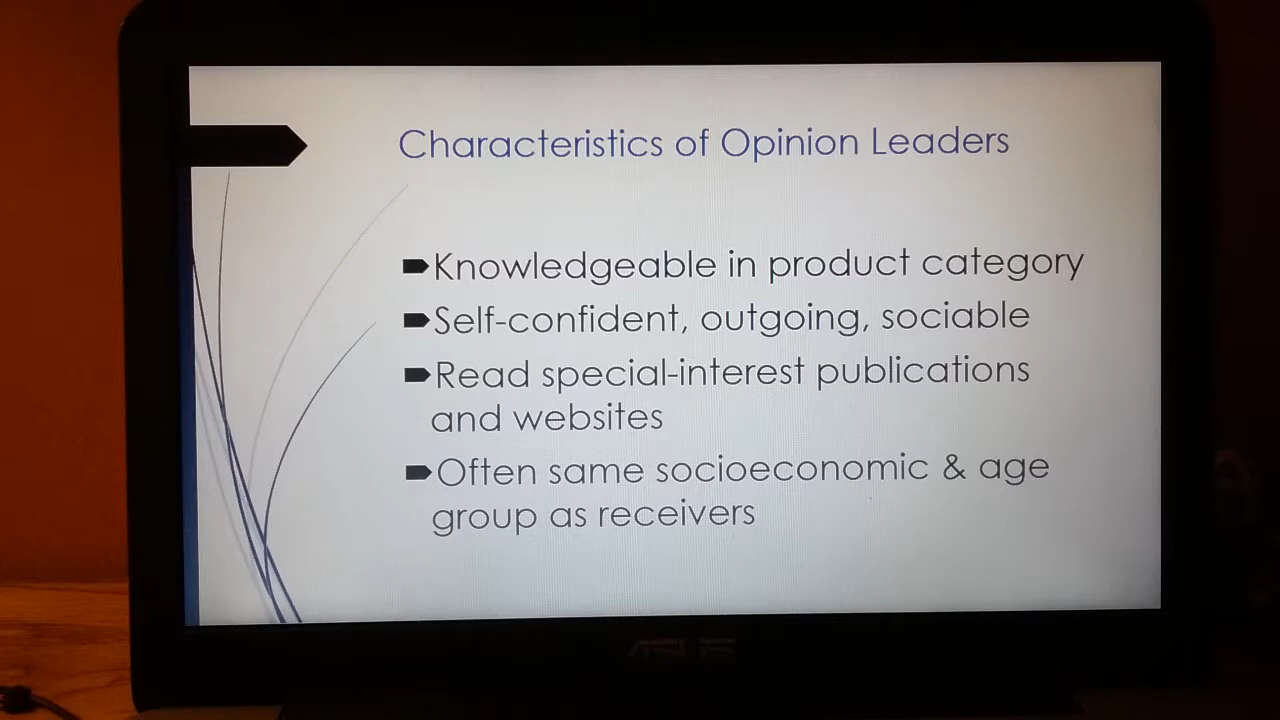 Characteristics of Opinion Leaders
Knowledgeable in product category
Self-confident, outgoing, sociable
Read special-interest publications
and websites
Often same socioeconomic & age
group as receivers
ASUS